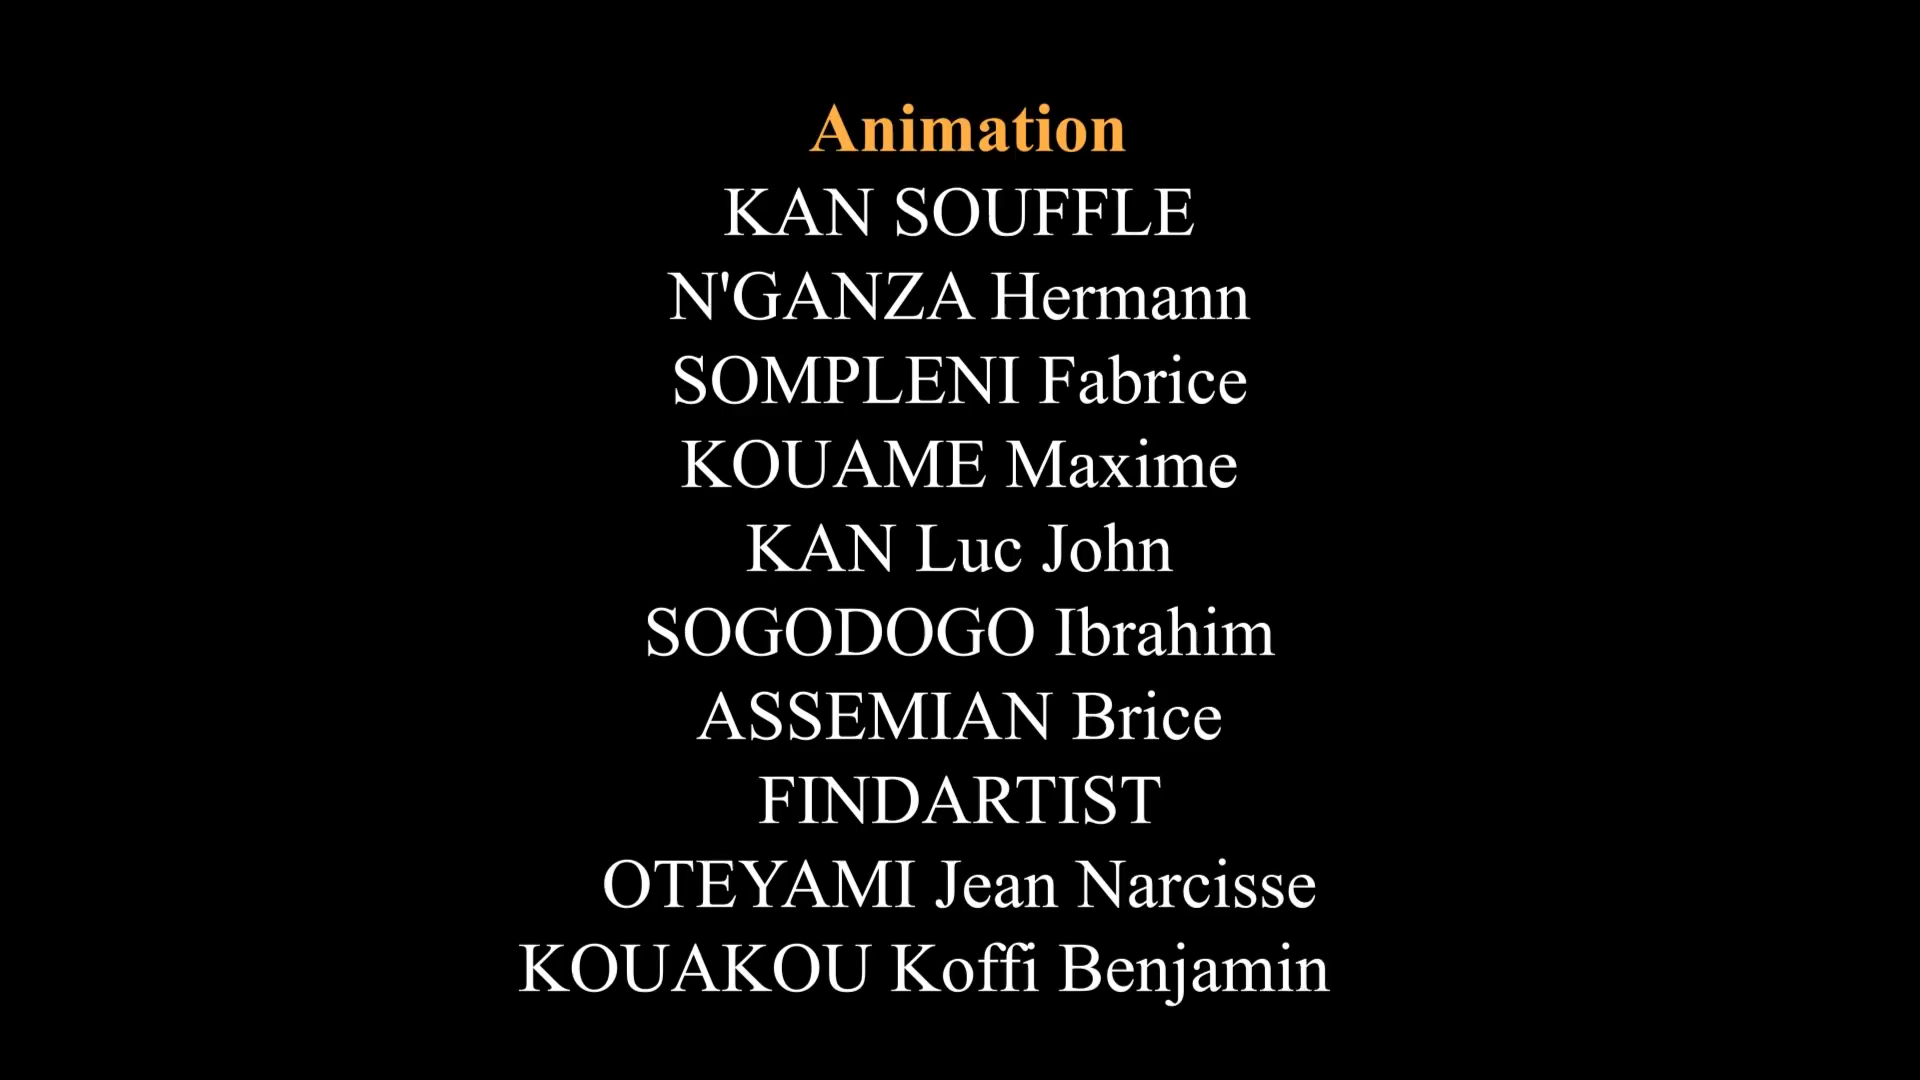 Animation
KAN SOUFFLE
N'GANZA Hermann
SOMPLENI Fabrice
KOUAME Maxime
KAN Luc John
SOGODOGO Ibrahim
ASSEMIAN Brice
FINDARTIST
OTEYAMI Jean Narcisse
KOUAKOU Koffi Benjamin